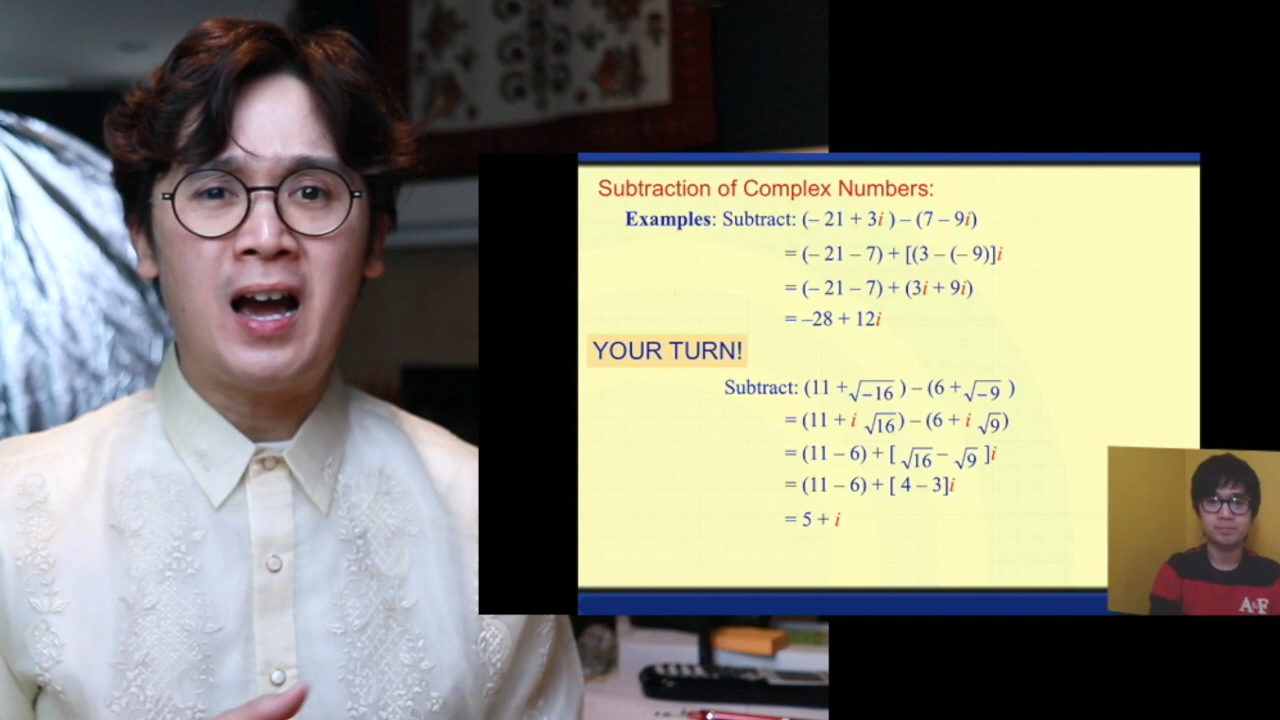 Subtraction of Complex Numbers:
Examples: Subtract: (– 21 + 3i ) – (7 – 9i)
= (– 21 – 7) + [(3 – (– 9)]i
= (– 21 – 7) + (3i + 9i)
= –28 + 12i
YOUR TURN!
Subtract: (11 + √–16 ) – (6 + √–9 )
= (11 + i √16) – (6 + i √9)
= (11 – 6) + [ √16 – √9 ]i
= (11 – 6) + [ 4 – 3]i
= 5 + i
A&F